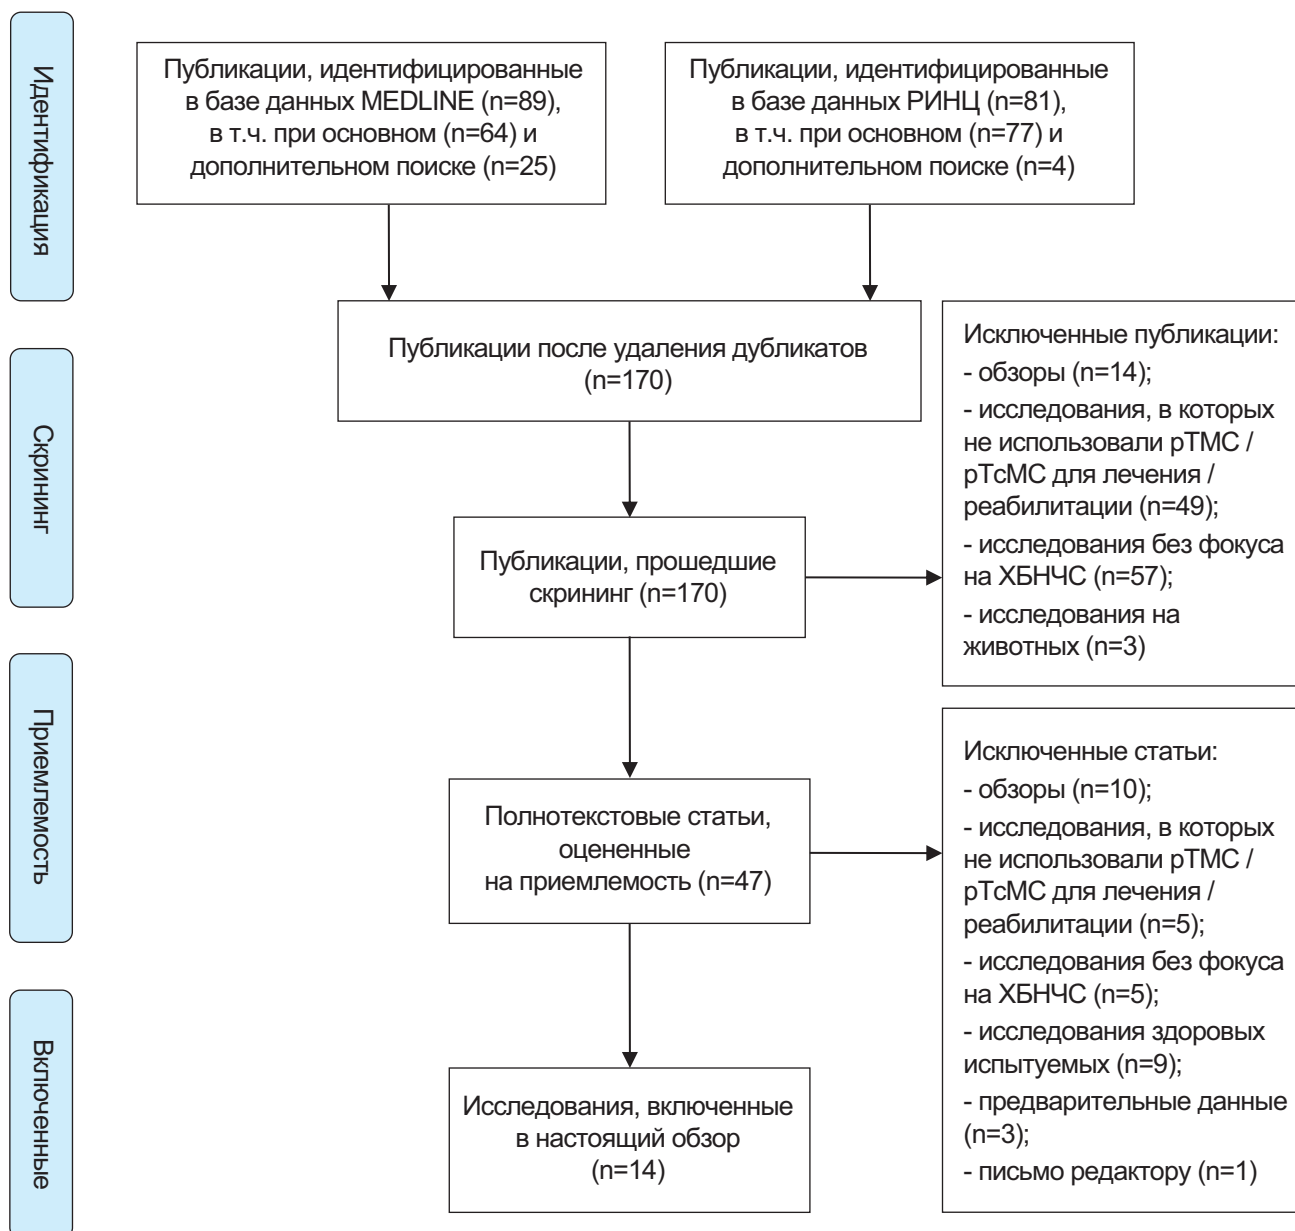 Идентификация
Публикации, идентифицированные
в базе данных MEDLINE (n=89),
в т.ч. при основном (n=64) и
дополнительном поиске (n=25)
Публикации, идентифицированные
в базе данных РИНЦ (n=81),
в т.ч. при основном (n=77) и
дополнительном поиске (n=4)
Публикации после удаления дубликатов
(n=170)
Скрининг
Публикации, прошедшие
скрининг (n=170)
Исключенные публикации:
- обзоры (n=14);
- исследования, в которых
не использовали рТМС /
рТсМС для лечения /
реабилитации (n=49);
- исследования без фокуса
на ХБНЧС (n=57);
- исследования на
животных (n=3)
Приемлемость
Полнотекстовые статьи,
оцененные
на приемлемость (n=47)
Исключенные статьи:
- обзоры (n=10);
- исследования, в которых
не использовали рТМС /
рТсМС для лечения /
реабилитации (n=5);
- исследования без фокуса
на ХБНЧС (n=5);
- исследования здоровых
испытуемых (n=9);
- предварительные данные
(n=3);
- письмо редактору (n=1)
Включенные
Исследования, включенные
в настоящий обзор
(n=14)